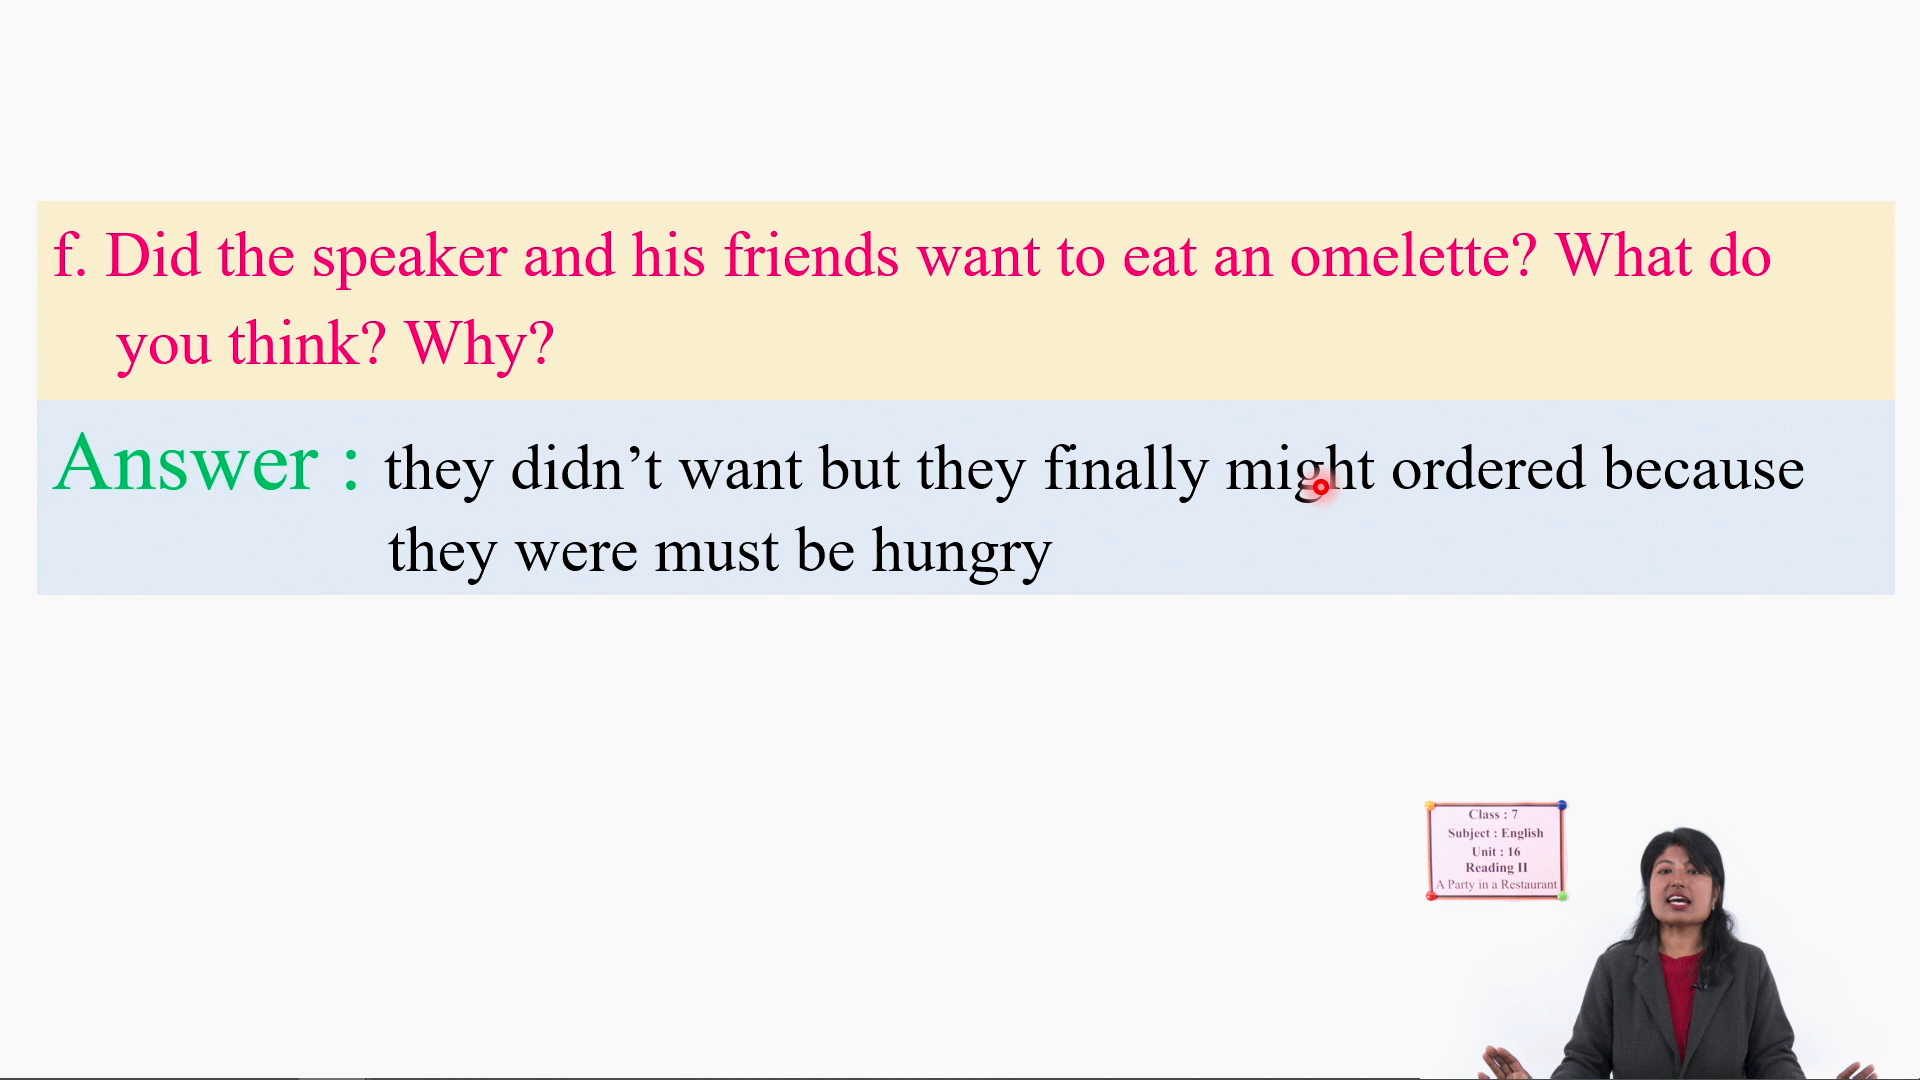 f. Did the speaker and his friends want to eat an omelette? What do
you think? Why?
Answer : they didn’t want but they finally might ordered because
they were must be hungry
Class : 7
Subject : English
Unit : 16
Reading II
A Party in a Restaurant